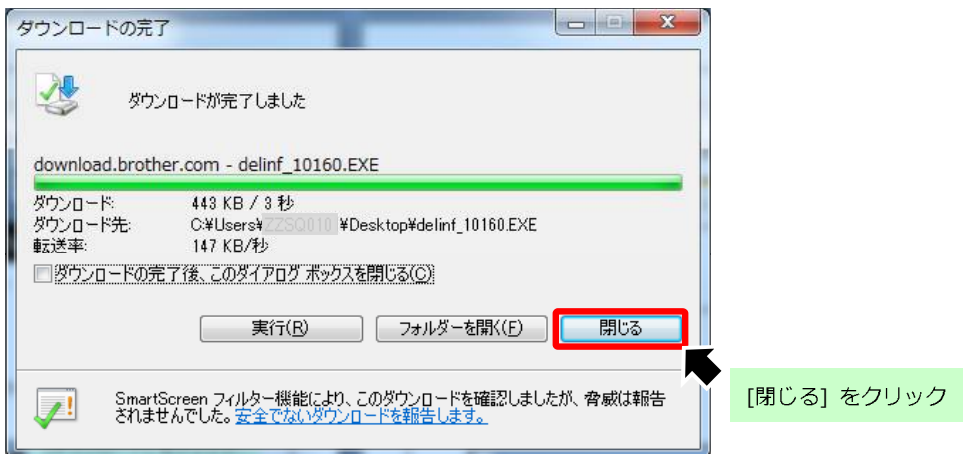 ダウンロードの完了
ダウンロードが完了しました
download.brother.com - delinf_10160.EXE
ダウンロード: 443 KB / 3 秒
ダウンロード先: C:¥Users¥ZZSQ010 ¥Desktop¥delinf_10160.EXE
転送率: 147 KB/秒
ダウンロードの完了後、このダイアログ ボックスを閉じる(C)
実行(R) フォルダーを開く(F) 閉じる
[閉じる] をクリック
SmartScreen フィルター機能により、このダウンロードを確認しましたが、脅威は報告
されませんでした。安全でないダウンロードを報告します。